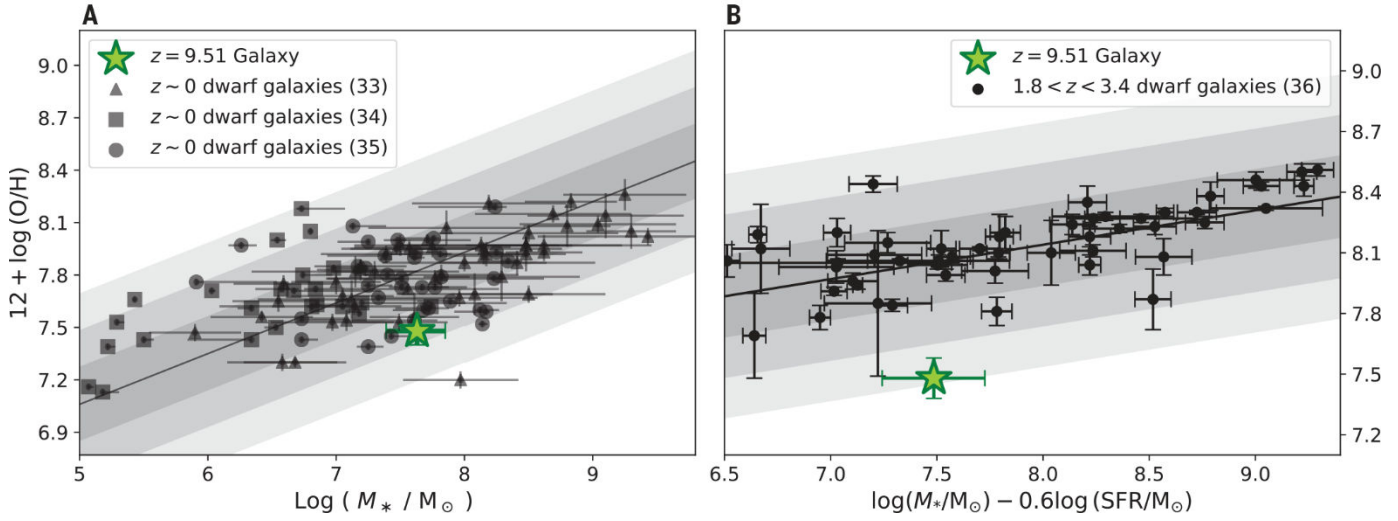 A
z = 9.51 Galaxy
z ~ 0 dwarf galaxies (33)
z ~ 0 dwarf galaxies (34)
z ~ 0 dwarf galaxies (35)
12 + log (O/H)
9.0
8.7
8.4
8.1
7.8
7.5
7.2
6.9
5 6 7 8 9
Log ( M* / M⊙ )
B
z = 9.51 Galaxy
1.8 < z < 3.4 dwarf galaxies (36)
9.0
8.7
8.4
8.1
7.8
7.5
7.2
6.5 7.0 7.5 8.0 8.5 9.0
log(M*/M⊙) − 0.6log (SFR/M⊙)